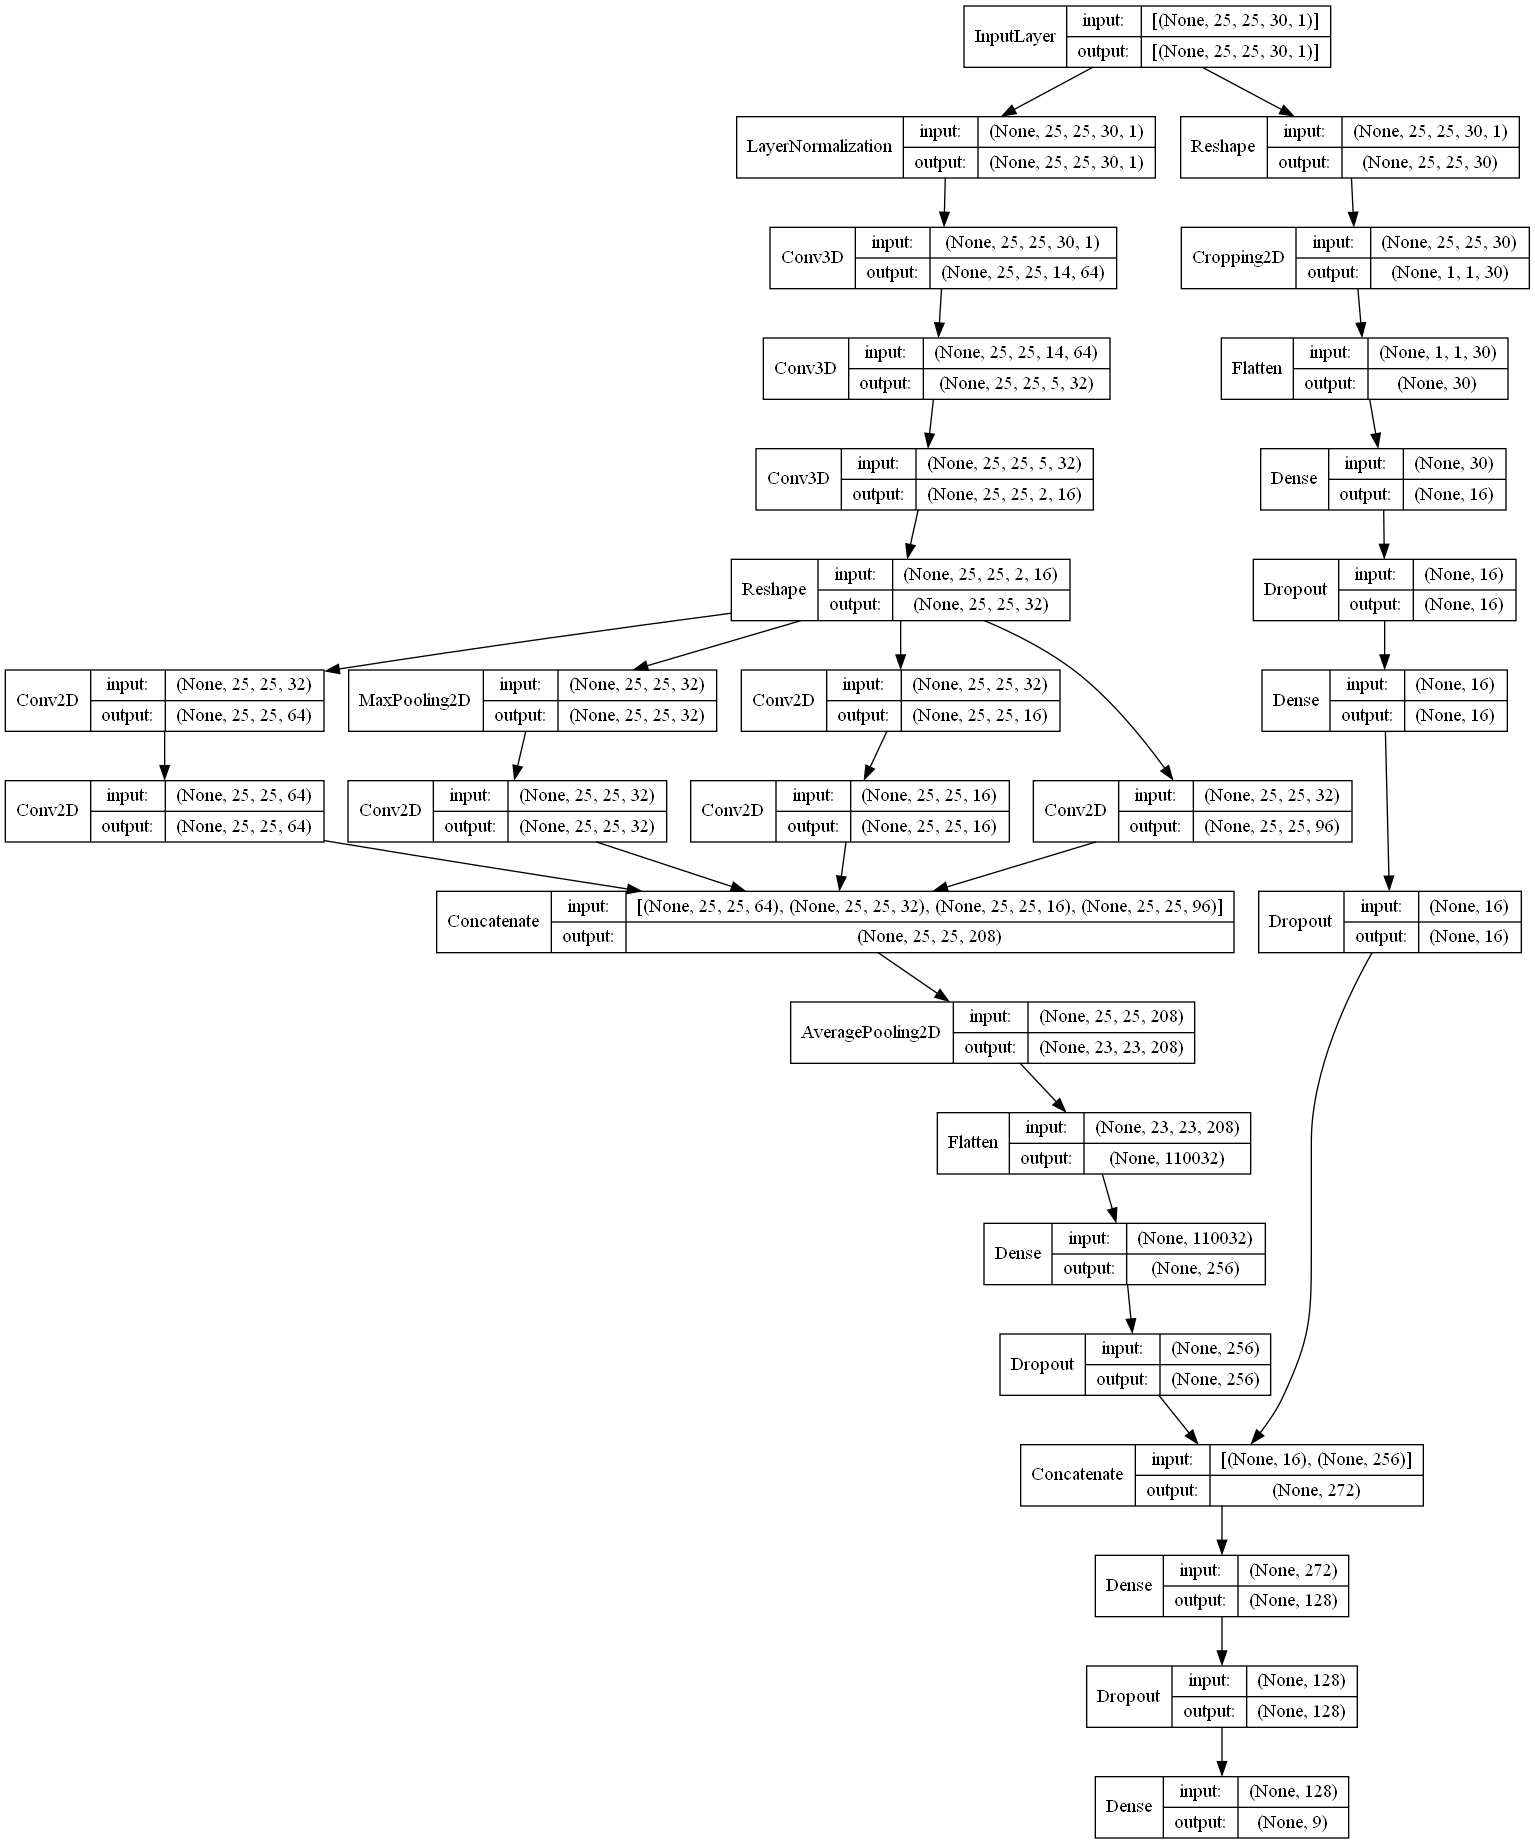 InputLayer
input: [(None, 25, 25, 30, 1)]
output: [(None, 25, 25, 30, 1)]
LayerNormalization
input: (None, 25, 25, 30, 1)
output: (None, 25, 25, 30, 1)
Reshape
input: (None, 25, 25, 30, 1)
output: (None, 25, 25, 30)
Conv3D
input: (None, 25, 25, 30, 1)
output: (None, 25, 25, 14, 64)
Cropping2D
input: (None, 25, 25, 30)
output: (None, 1, 1, 30)
Conv3D
input: (None, 25, 25, 14, 64)
output: (None, 25, 25, 5, 32)
Flatten
input: (None, 1, 1, 30)
output: (None, 30)
Conv3D
input: (None, 25, 25, 5, 32)
output: (None, 25, 25, 2, 16)
Dense
input: (None, 30)
output: (None, 16)
Reshape
input: (None, 25, 25, 2, 16)
output: (None, 25, 25, 32)
Dropout
input: (None, 16)
output: (None, 16)
Conv2D
input: (None, 25, 25, 32)
output: (None, 25, 25, 64)
MaxPooling2D
input: (None, 25, 25, 32)
output: (None, 25, 25, 32)
Conv2D
input: (None, 25, 25, 32)
output: (None, 25, 25, 16)
Dense
input: (None, 16)
output: (None, 16)
Conv2D
input: (None, 25, 25, 64)
output: (None, 25, 25, 64)
Conv2D
input: (None, 25, 25, 32)
output: (None, 25, 25, 32)
Conv2D
input: (None, 25, 25, 16)
output: (None, 25, 25, 16)
Conv2D
input: (None, 25, 25, 32)
output: (None, 25, 25, 96)
Concatenate
input: [(None, 25, 25, 64), (None, 25, 25, 32), (None, 25, 25, 16), (None, 25, 25, 96)]
output: (None, 25, 25, 208)
Dropout
input: (None, 16)
output: (None, 16)
AveragePooling2D
input: (None, 25, 25, 208)
output: (None, 23, 23, 208)
Flatten
input: (None, 23, 23, 208)
output: (None, 110032)
Dense
input: (None, 110032)
output: (None, 256)
Dropout
input: (None, 256)
output: (None, 256)
Concatenate
input: [(None, 16), (None, 256)]
output: (None, 272)
Dense
input: (None, 272)
output: (None, 128)
Dropout
input: (None, 128)
output: (None, 128)
Dense
input: (None, 128)
output: (None, 9)